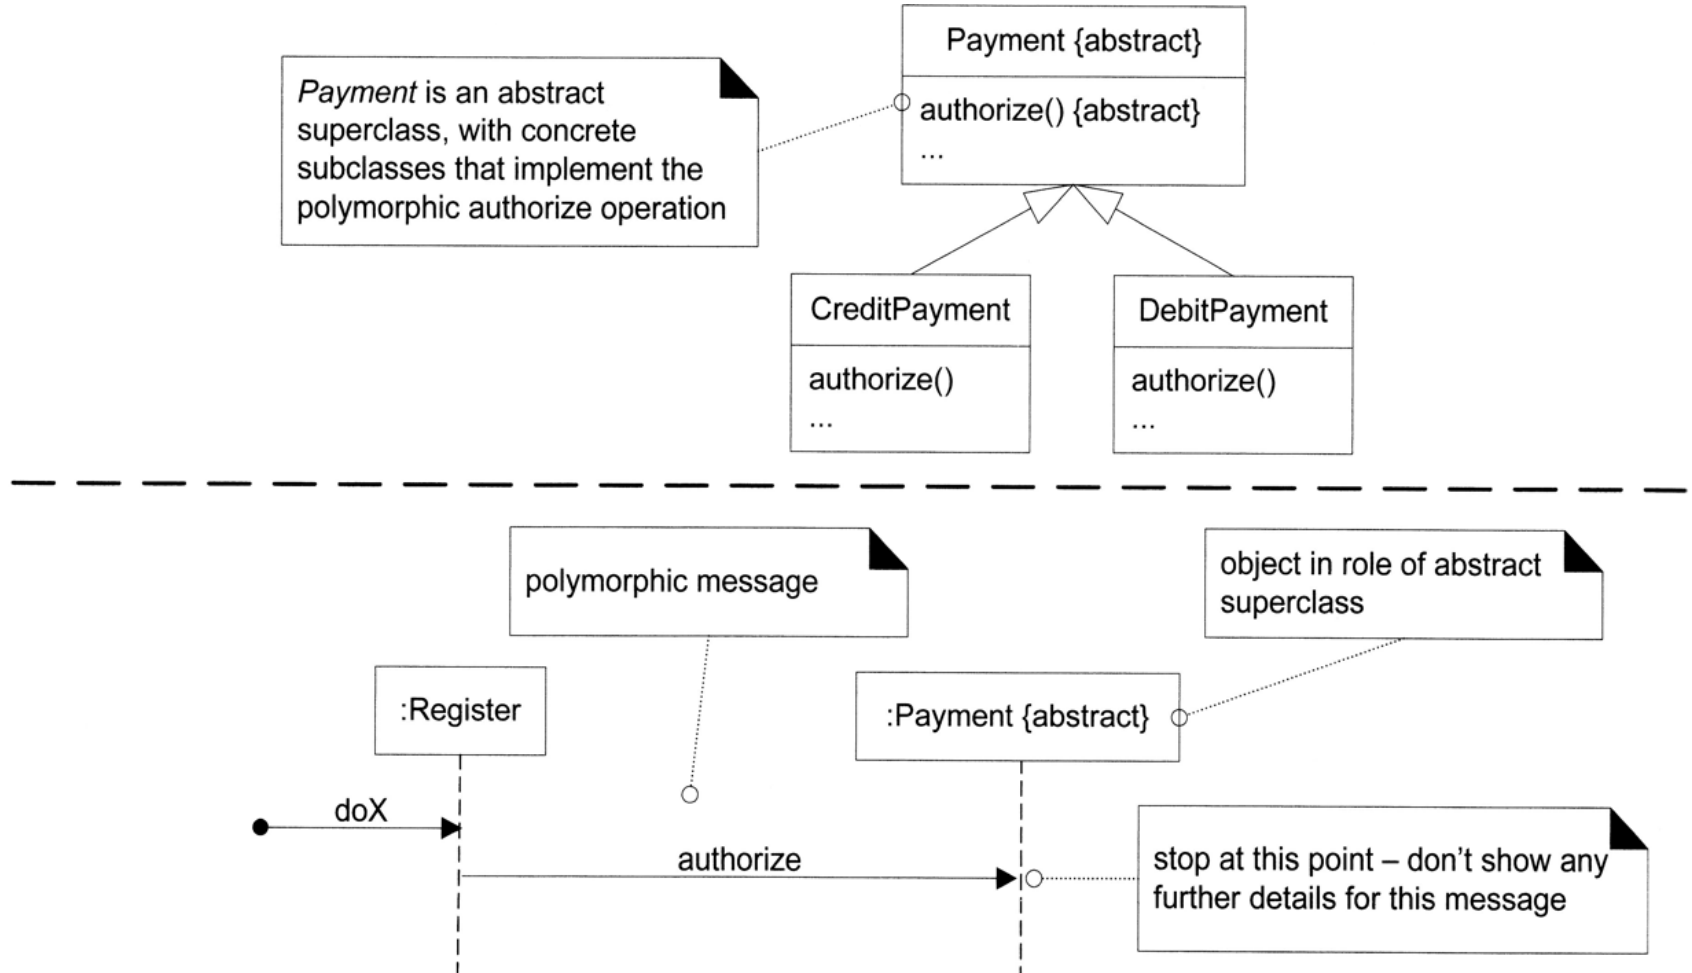 Payment {abstract}
Payment is an abstract
superclass, with concrete
subclasses that implement the
polymorphic authorize operation
authorize() {abstract}
...
CreditPayment
authorize()
...
DebitPayment
authorize()
...
polymorphic message
object in role of abstract
superclass
:Register
:Payment {abstract}
doX
authorize
stop at this point – don’t show any
further details for this message